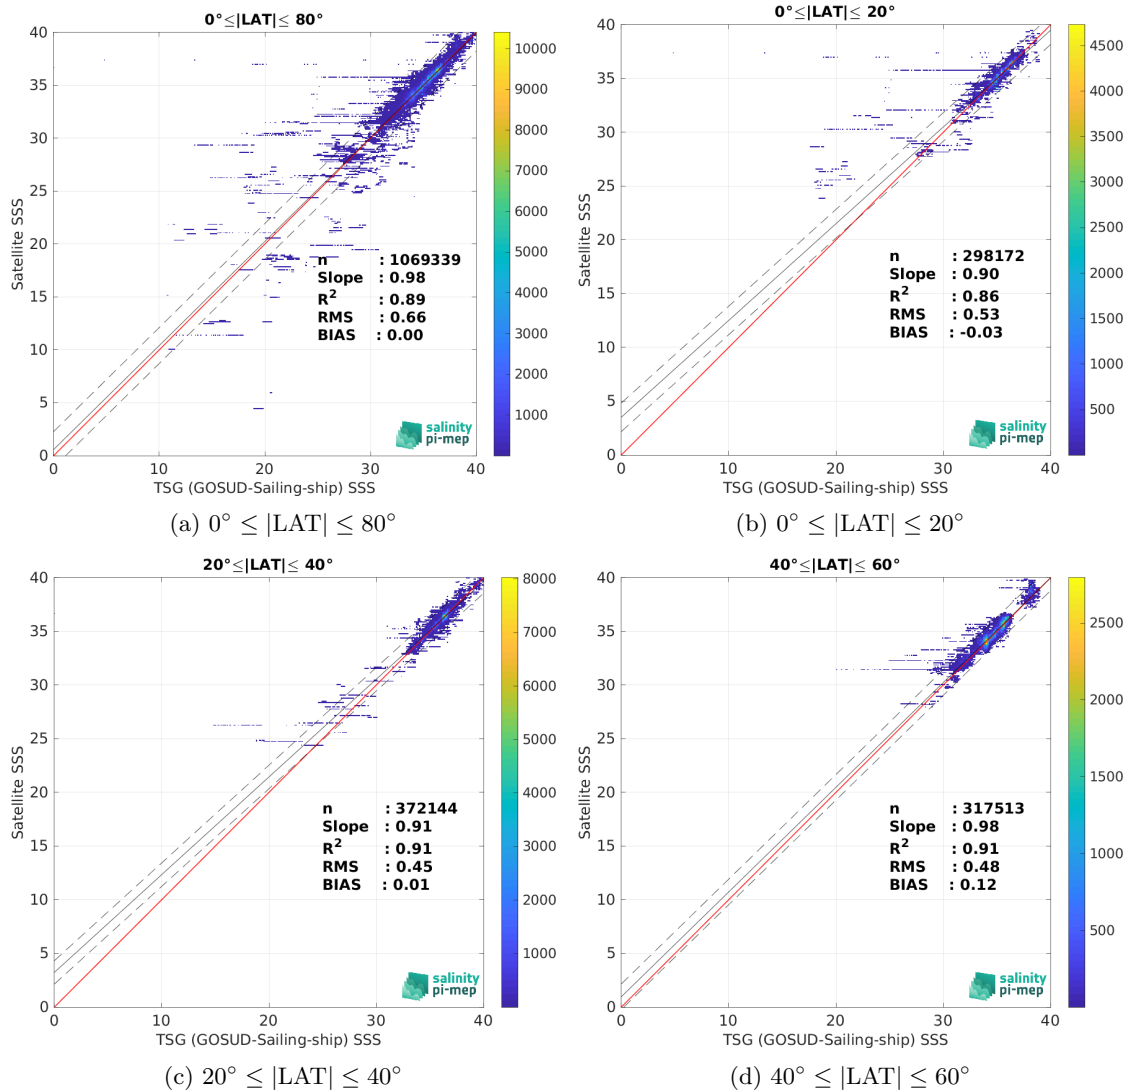 0°≤|LAT|≤ 80°
40
35
30
25
20
15
10
5
0
0
10
20
30
40
Satellite SSS
TSG (GOSUD-Sailing-ship) SSS
n : 1069339
Slope : 0.98
R² : 0.89
RMS : 0.66
BIAS : 0.00
salinity
pi-mep
10000
9000
8000
7000
6000
5000
4000
3000
2000
1000
(a) 0° ≤ |LAT| ≤ 80°
0°≤|LAT|≤ 20°
40
35
30
25
20
15
10
5
0
0
10
20
30
40
Satellite SSS
TSG (GOSUD-Sailing-ship) SSS
n : 298172
Slope : 0.90
R² : 0.86
RMS : 0.53
BIAS : -0.03
salinity
pi-mep
4500
4000
3500
3000
2500
2000
1500
1000
500
(b) 0° ≤ |LAT| ≤ 20°
20°≤|LAT|≤ 40°
40
35
30
25
20
15
10
5
0
0
10
20
30
40
Satellite SSS
TSG (GOSUD-Sailing-ship) SSS
n : 372144
Slope : 0.91
R² : 0.91
RMS : 0.45
BIAS : 0.01
salinity
pi-mep
8000
7000
6000
5000
4000
3000
2000
1000
(c) 20° ≤ |LAT| ≤ 40°
40°≤|LAT|≤ 60°
40
35
30
25
20
15
10
5
0
0
10
20
30
40
Satellite SSS
TSG (GOSUD-Sailing-ship) SSS
n : 317513
Slope : 0.98
R² : 0.91
RMS : 0.48
BIAS : 0.12
salinity
pi-mep
2500
2000
1500
1000
500
(d) 40° ≤ |LAT| ≤ 60°